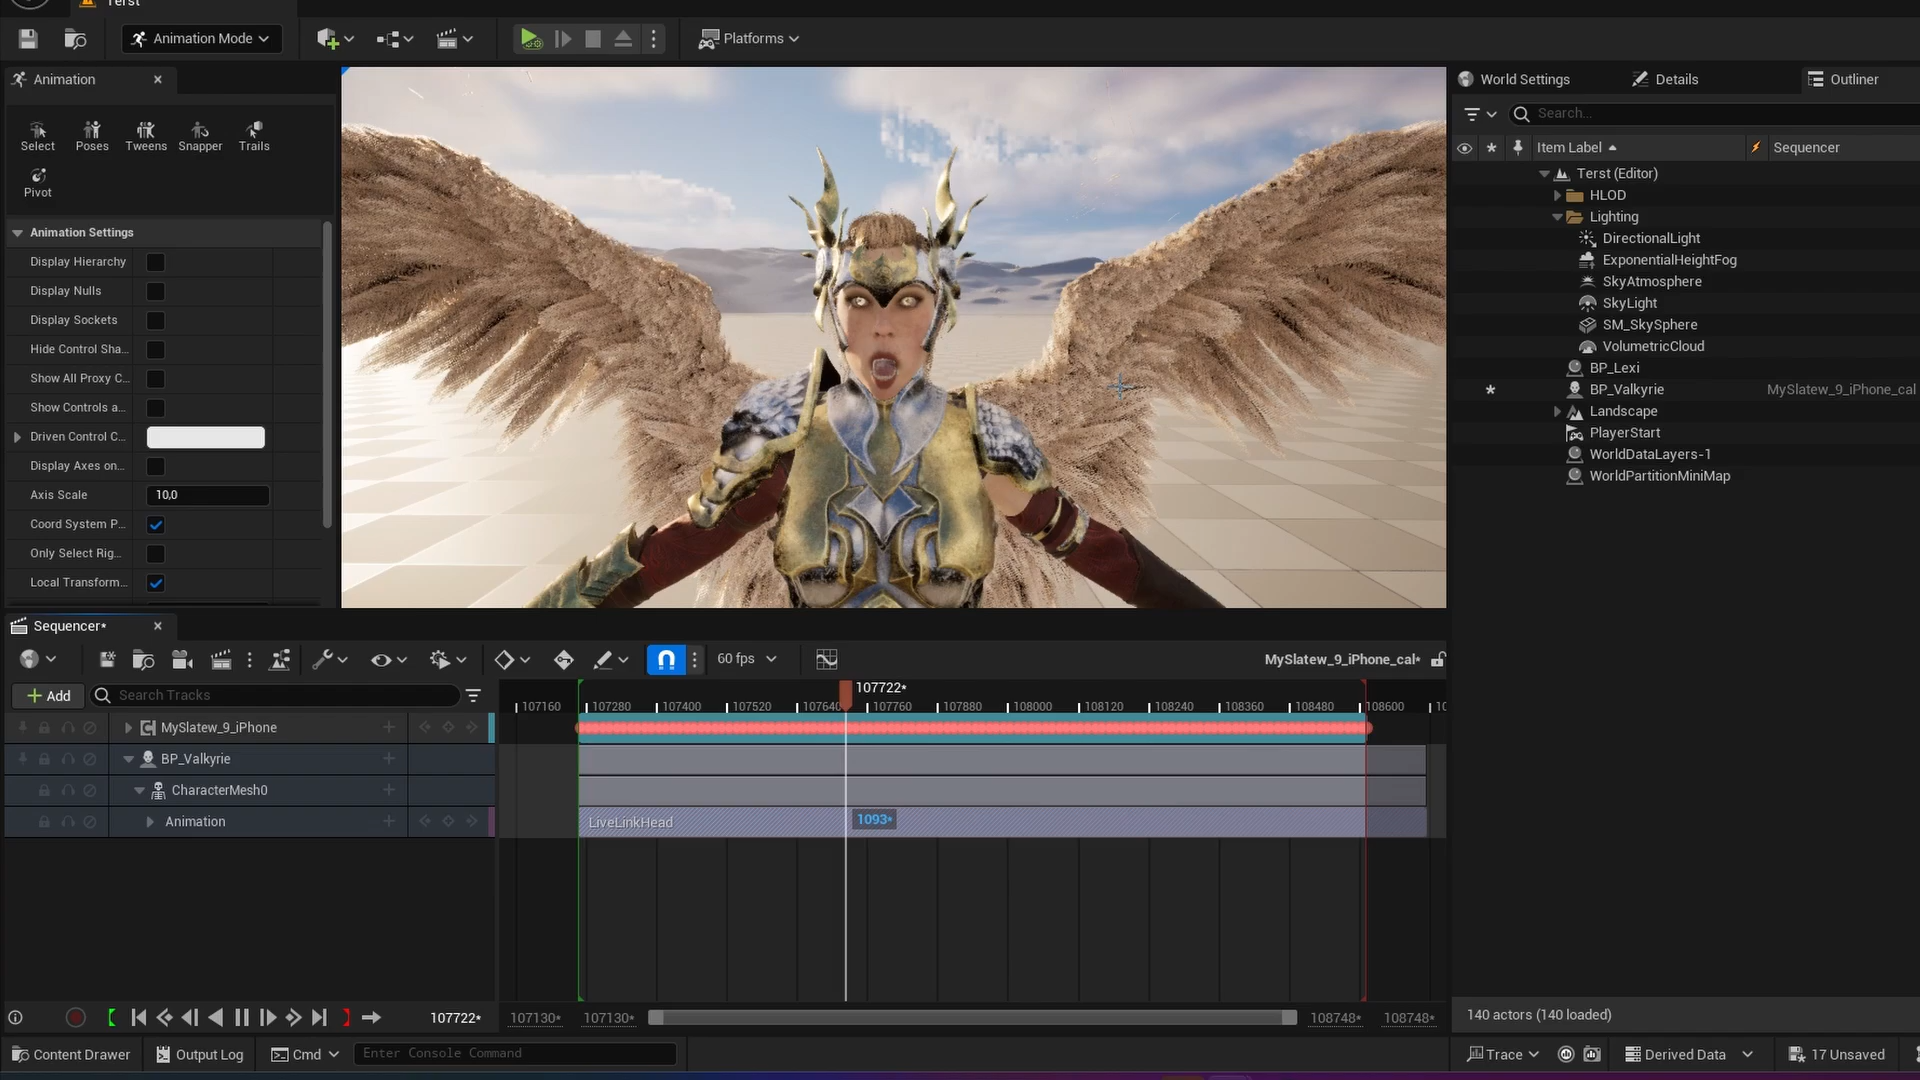 Terst
Animation Mode
Platforms
Animation
World Settings
Details
Outliner
Select
Poses
Tweens
Snapper
Trails
Pivot
Search...
Item Label
Sequencer
Animation Settings
Display Hierarchy
Display Nulls
Display Sockets
Hide Control Sha...
Show All Proxy C...
Show Controls a...
Driven Control C...
Display Axes on...
Axis Scale
10,0
Coord System P...
Only Select Rig...
Local Transform...
Terst (Editor)
HLOD
Lighting
DirectionalLight
ExponentialHeightFog
SkyAtmosphere
SkyLight
SM_SkySphere
VolumetricCloud
BP_Lexi
BP_Valkyrie
MySlatew_9_iPhone_cal
Landscape
PlayerStart
WorldDataLayers-1
WorldPartitionMiniMap
Sequencer*
60 fps
MySlatew_9_iPhone_cal*
Add
Search Tracks
107722*
107160
107280
107400
107520
107640
107760
107880
108000
108120
108240
108360
108480
108600
10
MySlatew_9_iPhone
BP_Valkyrie
CharacterMesh0
Animation
LiveLinkHead
1093*
107722*
107130*
107130*
108748*
108748*
140 actors (140 loaded)
Content Drawer
Output Log
Cmd
Enter Console Command
Trace
Derived Data
17 Unsaved